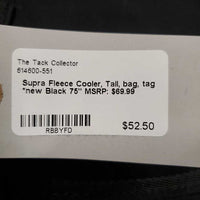 The Tack Collector
614600-551
Supra Fleece Cooler, Tail, bag, tag
*new Black 75" MSRP: $69.99
RBBYFD
$52.50